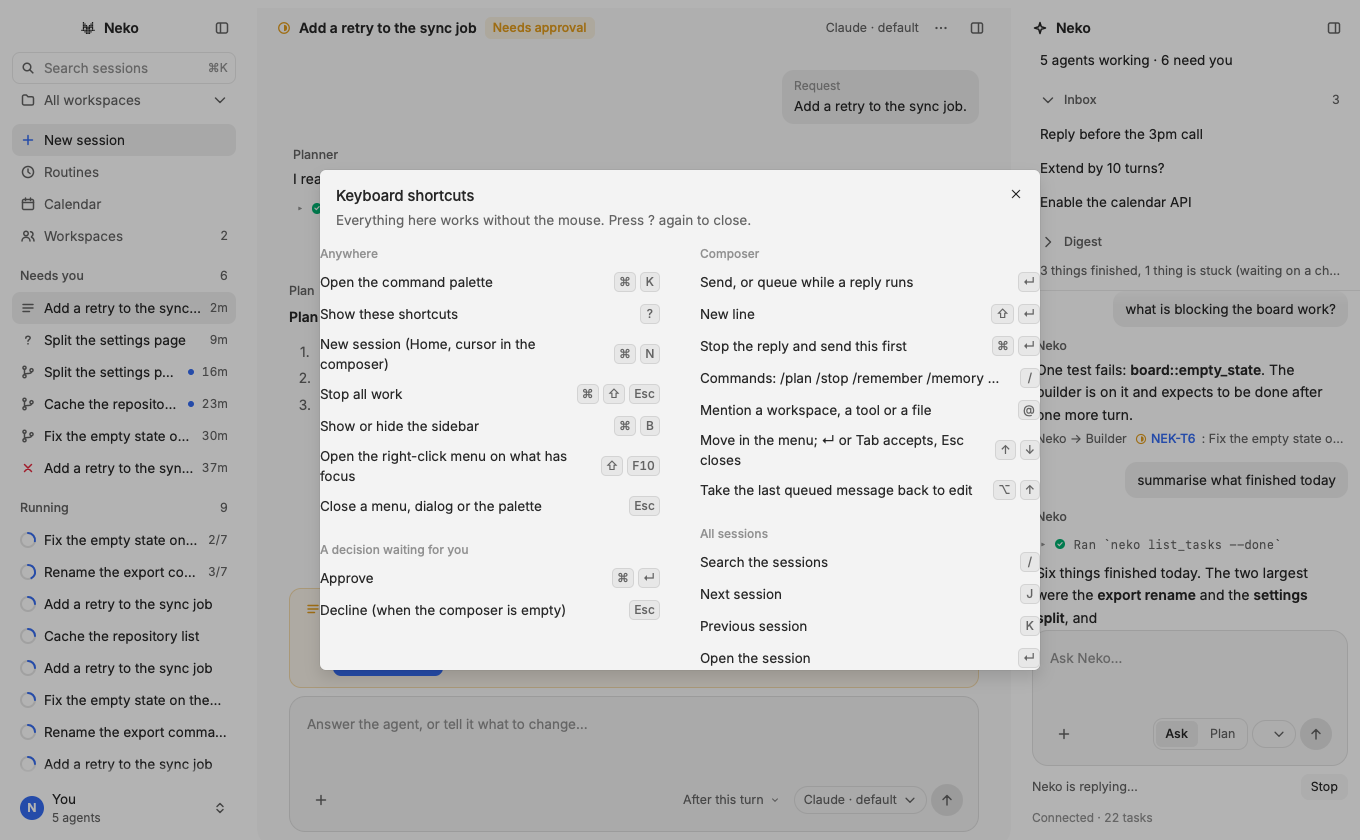 Neko
Search sessions ⌘K
All workspaces
New session
Routines
Calendar
Workspaces 2
Needs you 6
Add a retry to the sync... 2m
? Split the settings page 9m
Split the settings p... 16m
Cache the reposito... 23m
Fix the empty state o... 30m
Add a retry to the syn... 37m
Running 9
Fix the empty state on... 2/7
Rename the export co... 3/7
Add a retry to the sync job
Cache the repository list
Add a retry to the sync job
Fix the empty state on the...
Rename the export comma...
Add a retry to the sync job
N You
5 agents
Add a retry to the sync job Needs approval Claude · default ...
Request
Add a retry to the sync job.
Planner
I rea
Plan
Plan
1.
2.
3.
Keyboard shortcuts
Everything here works without the mouse. Press ? again to close.
Anywhere
Open the command palette ⌘ K
Show these shortcuts ?
New session (Home, cursor in the
composer) ⌘ N
Stop all work ⌘ ⇧ Esc
Show or hide the sidebar ⌘ B
Open the right-click menu on what has
focus ⇧ F10
Close a menu, dialog or the palette Esc
A decision waiting for you
Approve ⌘ ↵
Decline (when the composer is empty) Esc
Composer
Send, or queue while a reply runs ↵
New line ⇧ ↵
Stop the reply and send this first ⌘ ↵
Commands: /plan /stop /remember /memory ... /
Mention a workspace, a tool or a file @
Move in the menu; ↵ or Tab accepts, Esc
closes ↑ ↓
Take the last queued message back to edit ⌥ ↑
All sessions
Search the sessions /
Next session J
Previous session K
Open the session ↵
Answer the agent, or tell it what to change...
After this turn Claude · default
Neko
5 agents working · 6 need you
Inbox 3
Reply before the 3pm call
Extend by 10 turns?
Enable the calendar API
Digest
3 things finished, 1 thing is stuck (waiting on a ch...
what is blocking the board work?
Neko
One test fails: board::empty_state. The
builder is on it and expects to be done after
one more turn.
Neko → Builder NEK-T6 : Fix the empty state o...
summarise what finished today
Neko
Ran `neko list_tasks --done`
Six things finished today. The two largest
were the export rename and the settings
split, and
Ask Neko...
Ask Plan
Neko is replying... Stop
Connected · 22 tasks